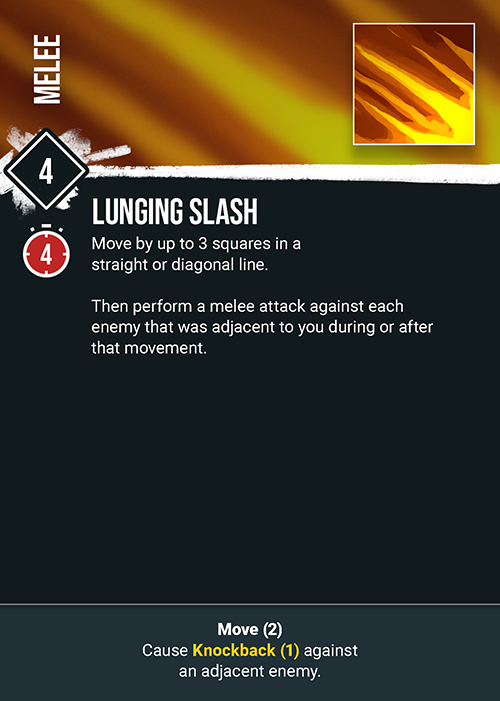 MELEE
4
LUNGING SLASH
4
Move by up to 3 squares in a
straight or diagonal line.
Then perform a melee attack against each
enemy that was adjacent to you during or after
that movement.
Move (2)
Cause Knockback (1) against
an adjacent enemy.